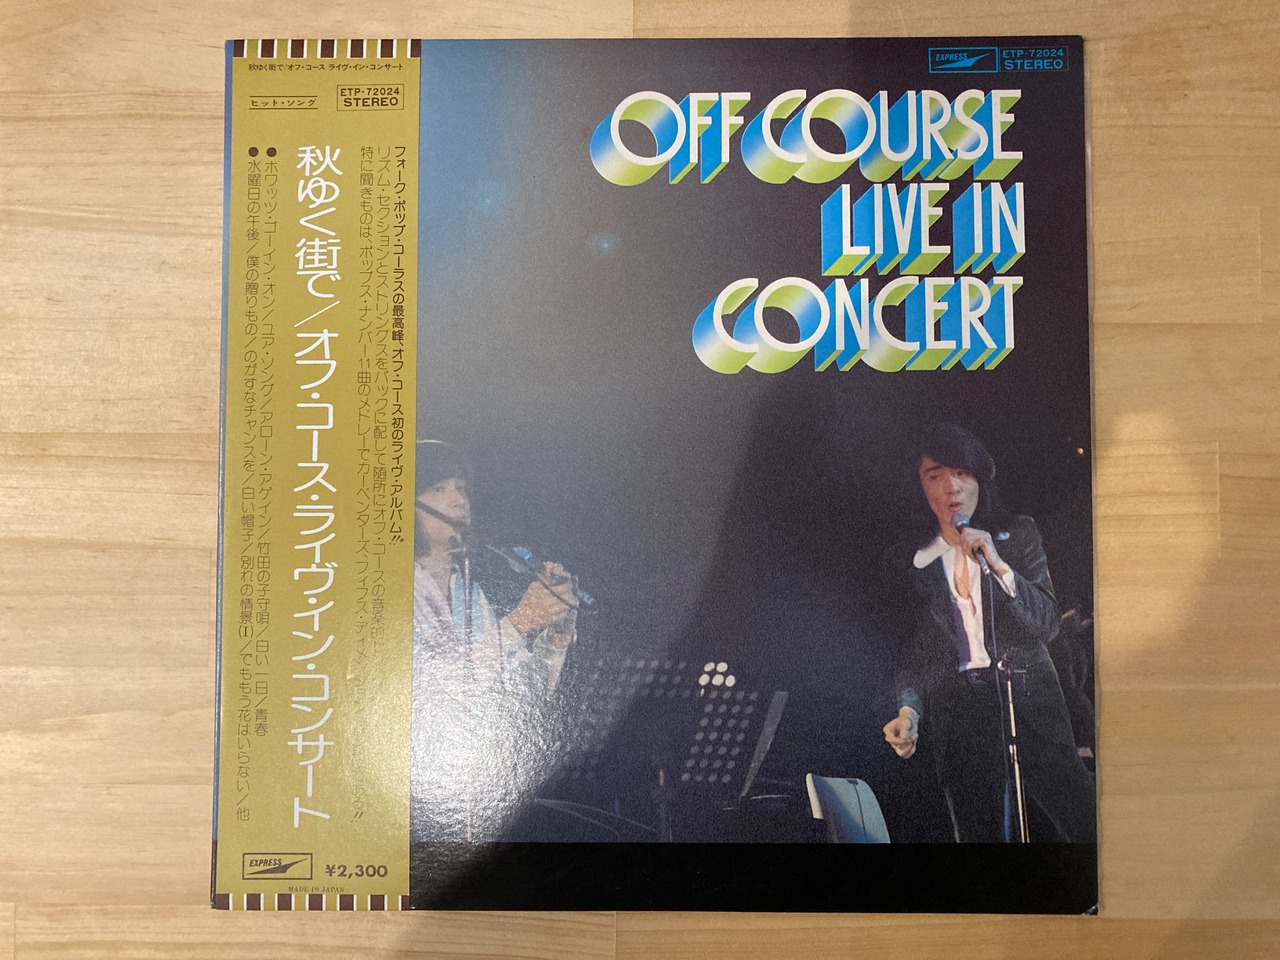 秋ゆく街で/オフ・コース ライヴ・イン・コンサート
ヒット・ソング
ETP-72024
STEREO
フォーク・ポップ・コーラスの最高峰、オフ・コース初のライヴ・アルバム!!
リズム・セクションとストリングスをバックに配して随所にオフ・コースの音楽的に
特に聞きものは、ポップス・ナンバー11曲のメドレーでカーペンターズ、フィフス・ディメン
ある!!
秋ゆく街で/オフ・コース・ライヴ・イン・コンサート
●ホワッツ・ゴーイン・オン/ユア・ソング/アローン・アゲイン/竹田の子守唄/白い一日/青春
●水曜日の午後/僕の贈りもの/のがすなチャンスを/白い帽子/別れの情景(1)/でももう花はいらない/他
EXPRESS
¥2,300
MADE IN JAPAN
EXPRESS
ETP-72024
STEREO
OFF COURSE
LIVE IN
CONCERT